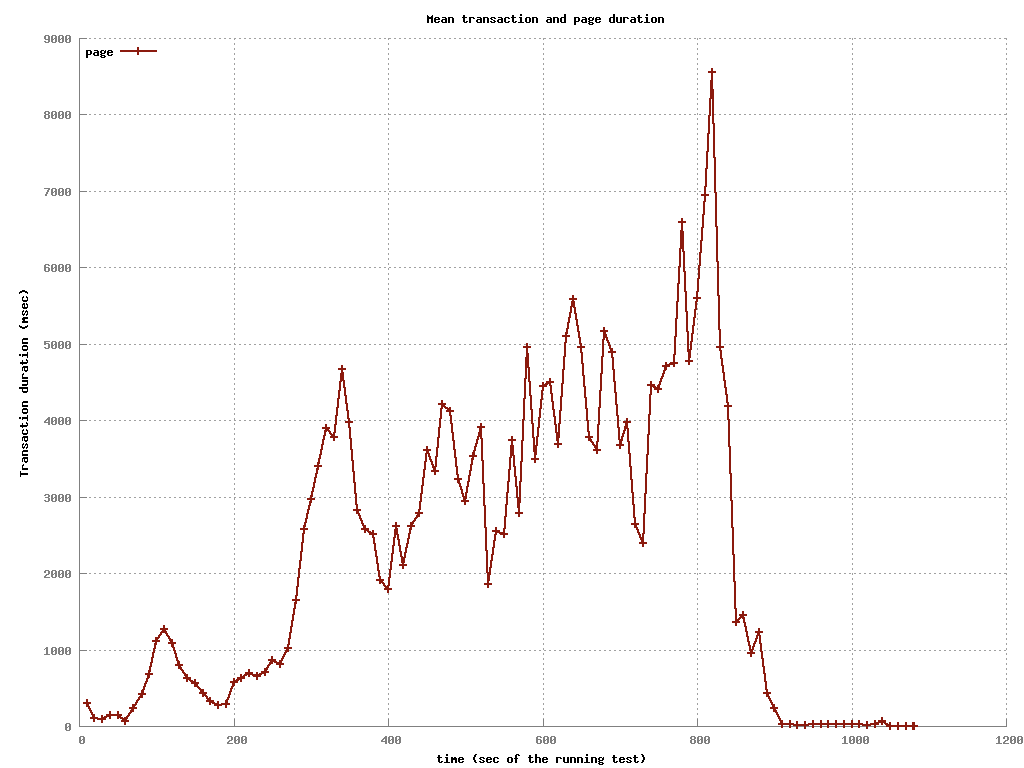 Mean transaction and page duration
9000
page
8000
7000
6000
5000
4000
3000
2000
1000
0
Transaction duration (msec)
0 200 400 600 800 1000 1200
time (sec of the running test)